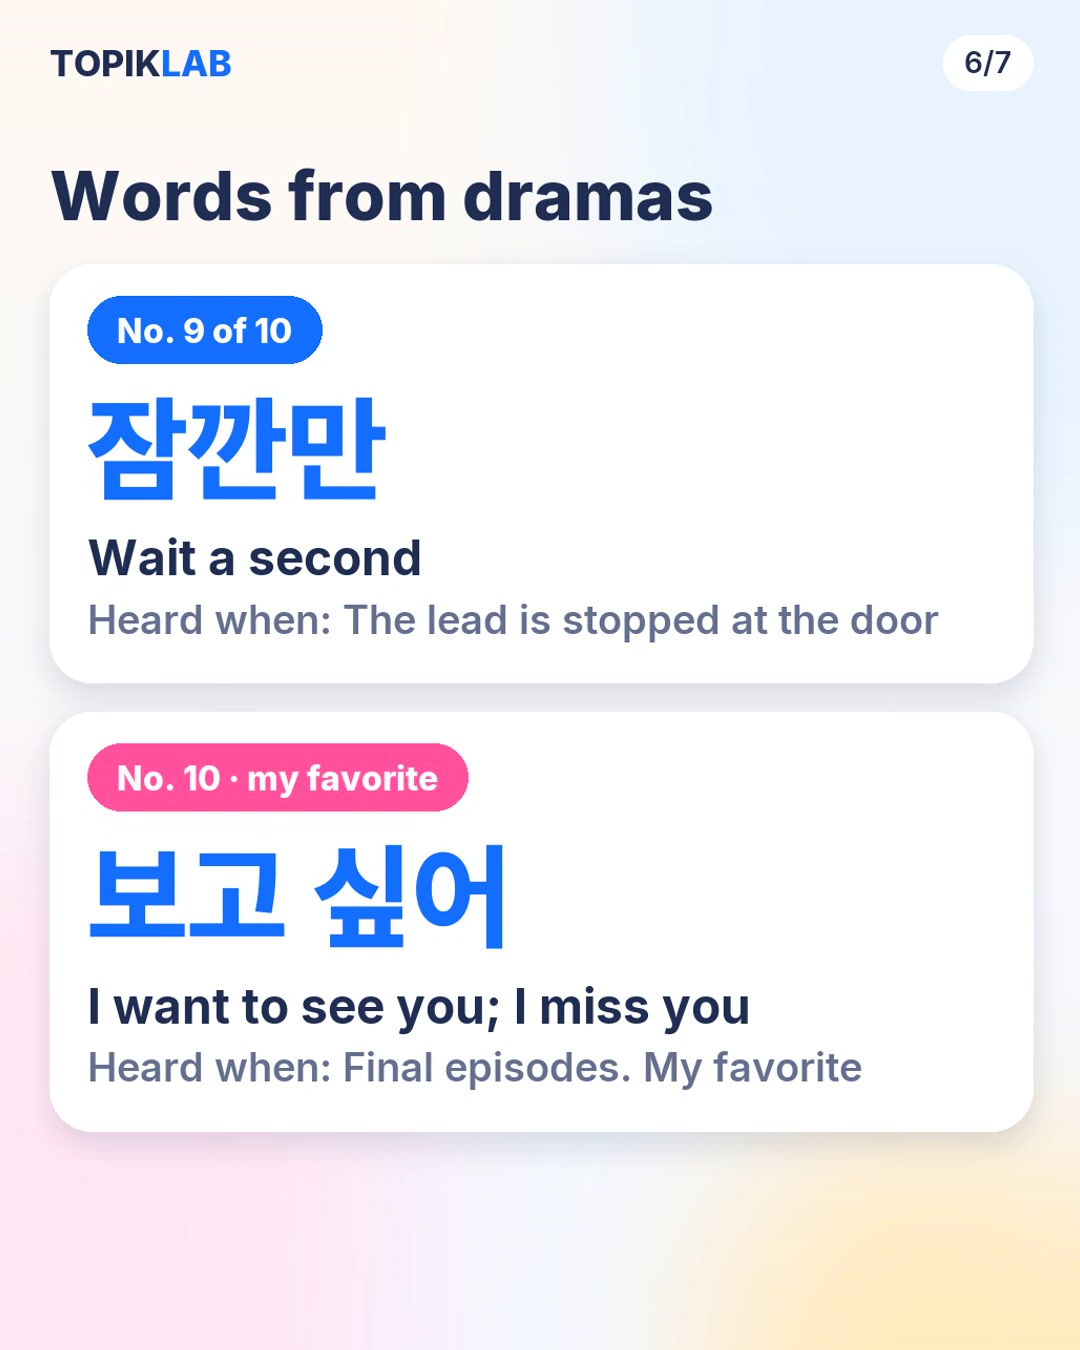 TOPIKLAB
6/7
Words from dramas
No. 9 of 10
잠깐만
Wait a second
Heard when: The lead is stopped at the door
No. 10 · my favorite
보고 싶어
I want to see you; I miss you
Heard when: Final episodes. My favorite